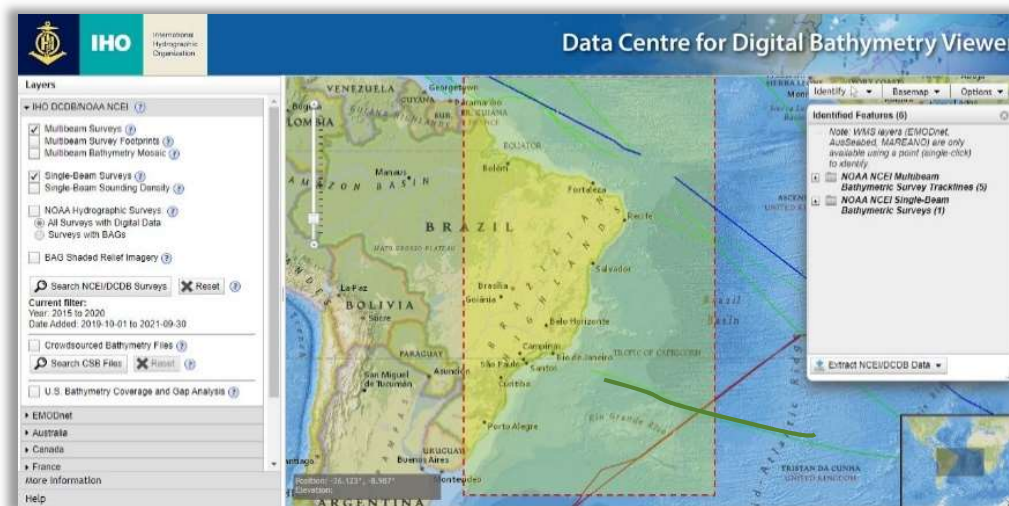 IHO
International
Hydrographic
Organization
Data Centre for Digital Bathymetry Viewer
Layers
IHO DCDB/NOAA NCEI
Multibeam Surveys
Multibeam Survey Footprints
Multibeam Bathymetry Mosaic
Single-Beam Surveys
Single-Beam Sounding Density
NOAA Hydrographic Surveys
All Surveys with Digital Data
Surveys with BAGs
BAG Shaded Relief Imagery
Search NCEI/DCDB Surveys
Reset
Current filter:
Year: 2015 to 2020
Date Added: 2019-10-01 to 2021-09-30
Crowdsourced Bathymetry Files
Search CSB Files
Reset
U.S. Bathymetry Coverage and Gap Analysis
EMODnet
Australia
Canada
France
More Information
Help
VENEZUELA
Georgetown
GUYANA
Paramaribo
SUR.
GUIANA
EQUATOR
Belém
Manaus
AMAZON BASIN
Fortaleza
BRAZIL
Recife
MATO GROSSO PLATEAU
BRAZILIAN HIGHLANDS
Salvador
La Paz
BOLIVIA
Sucre
Brasília
Goiânia
Belo Horizonte
Brazil
Basin
PARAGUAY
Campinas
São Paulo
Rio de Janeiro
Santos
TROPIC OF CAPRICORN
San Miguel
de Tucumán
Asunción
Curitiba
Rio Grande Rise
Porto Alegre
URUGUAY
Buenos Aires
Montevideo
ARGENTINA
TRISTAN DA CUNHA
UNITED KINGDOM
Elevation:
Identify
Basemap
Options
Identified Features (6)
Note: WMS layers (EMODnet,
AusSeabed, MAREANO) are only
available using a point (single-click)
to identify.
NOAA NCEI Multibeam
Bathymetric Survey Tracklines (5)
NOAA NCEI Single-Beam
Bathymetric Surveys (1)
Extract NCEI/DCDB Data